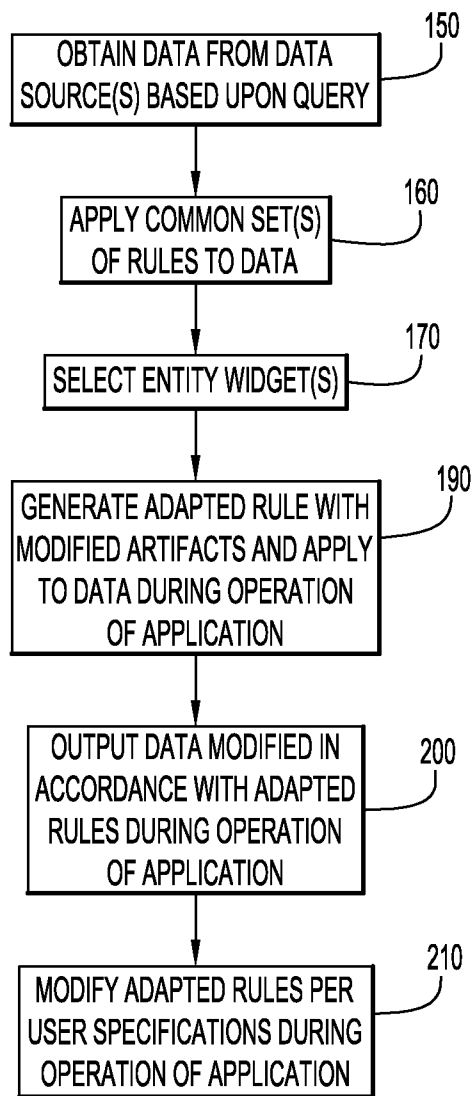 150
OBTAIN DATA FROM DATA
SOURCE(S) BASED UPON QUERY
160
APPLY COMMON SET(S)
OF RULES TO DATA
170
SELECT ENTITY WIDGET(S)
190
GENERATE ADAPTED RULE WITH
MODIFIED ARTIFACTS AND APPLY
TO DATA DURING OPERATION
OF APPLICATION
200
OUTPUT DATA MODIFIED IN
ACCORDANCE WITH ADAPTED
RULES DURING OPERATION
OF APPLICATION
210
MODIFY ADAPTED RULES PER
USER SPECIFICATIONS DURING
OPERATION OF APPLICATION